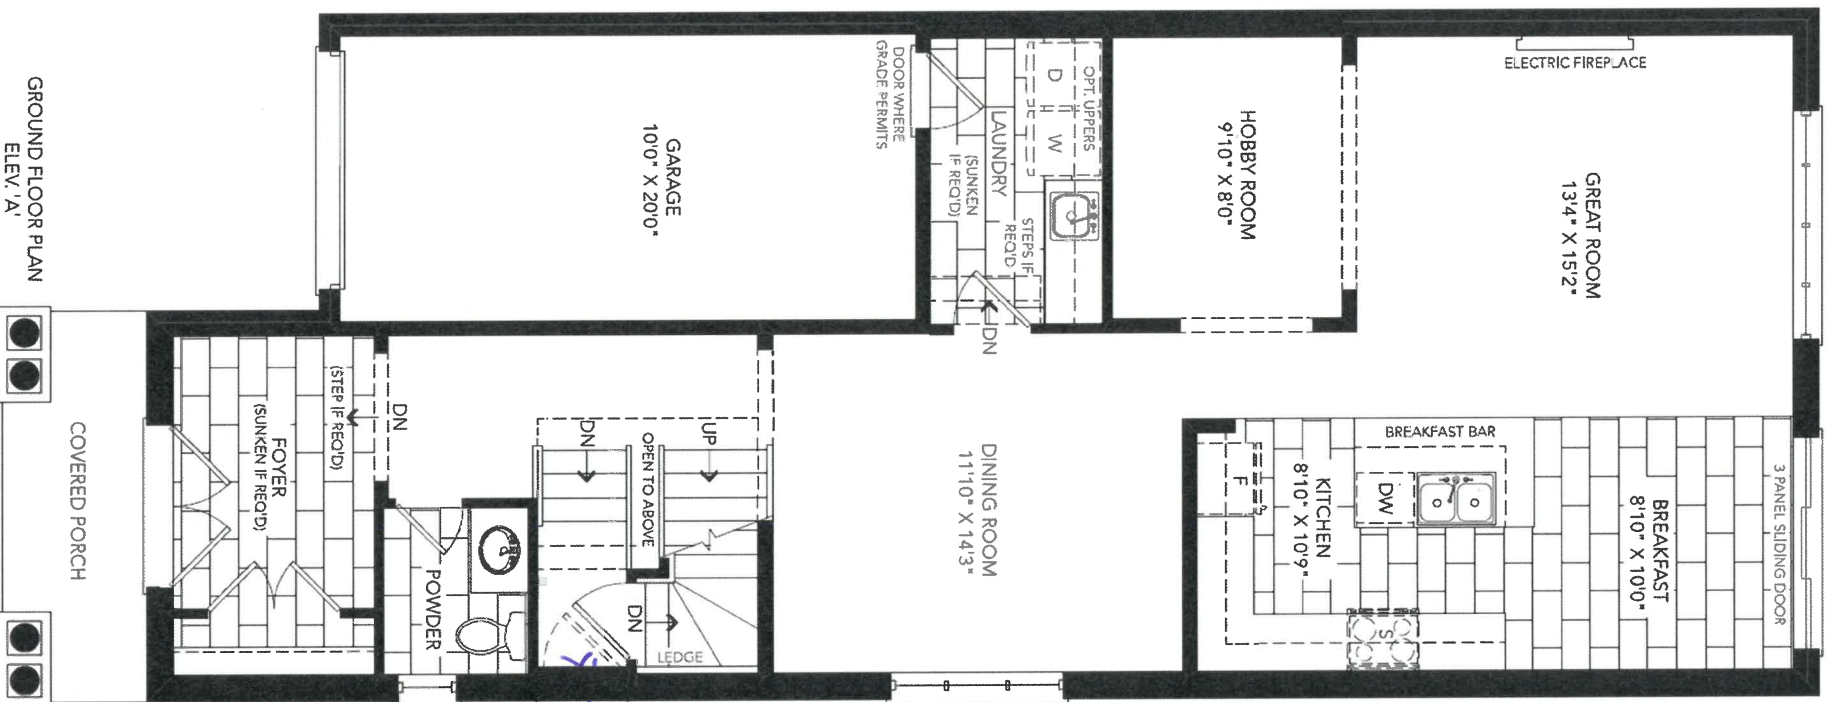 GROUND FLOOR PLAN
ELEV. 'A'
COVERED PORCH
GARAGE
10'0" X 20'0"
DOOR WHERE
GRADE PERMITS
FOYER
(SUNKEN IF REQ'D)
(STEP IF REQ'D)
DN
POWDER
DN
OPEN TO ABOVE
UP
DN
LEDGE
LAUNDRY
(SUNKEN
IF REQ'D)
OPT. UPPERS
D
W
STEPS IF
REQ'D
DN
HOBBY ROOM
9'10" X 8'0"
DINING ROOM
11'10" X 14'3"
ELECTRIC FIREPLACE
GREAT ROOM
13'4" X 15'2"
BREAKFAST BAR
F
DW
KITCHEN
8'10" X 10'9"
S
BREAKFAST
8'10" X 10'0"
3 PANEL SLIDING DOOR